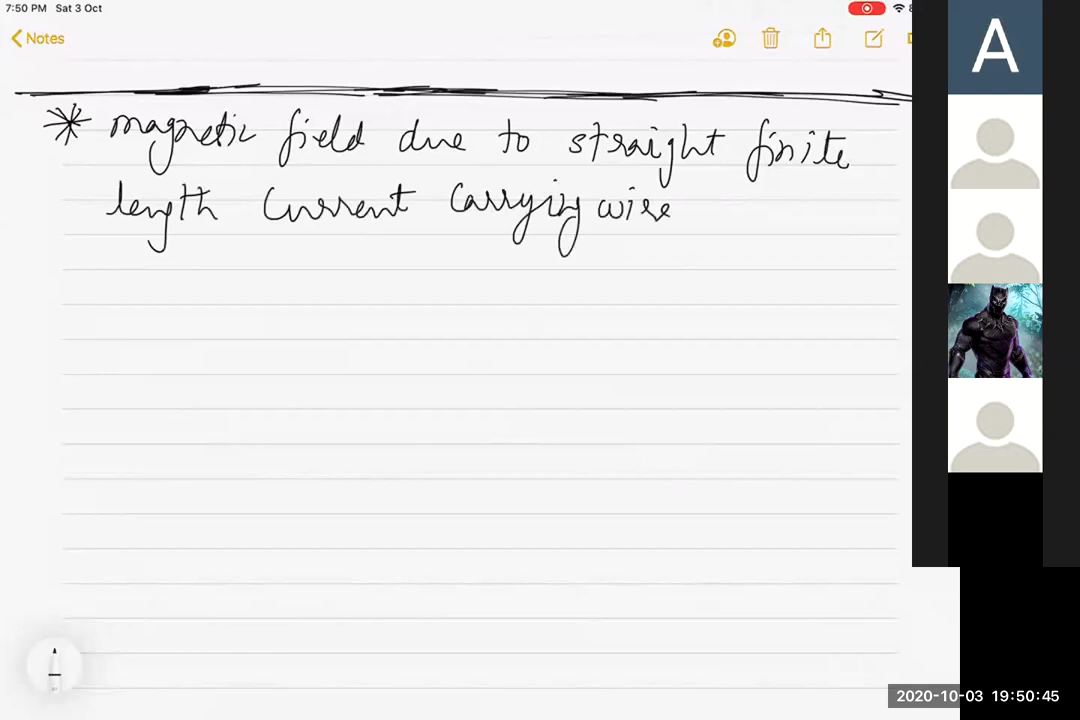 7:50 PM Sat 3 Oct
Notes
A
* magnetic field due to straight finite
length current carrying wire
2020-10-03 19:50:45